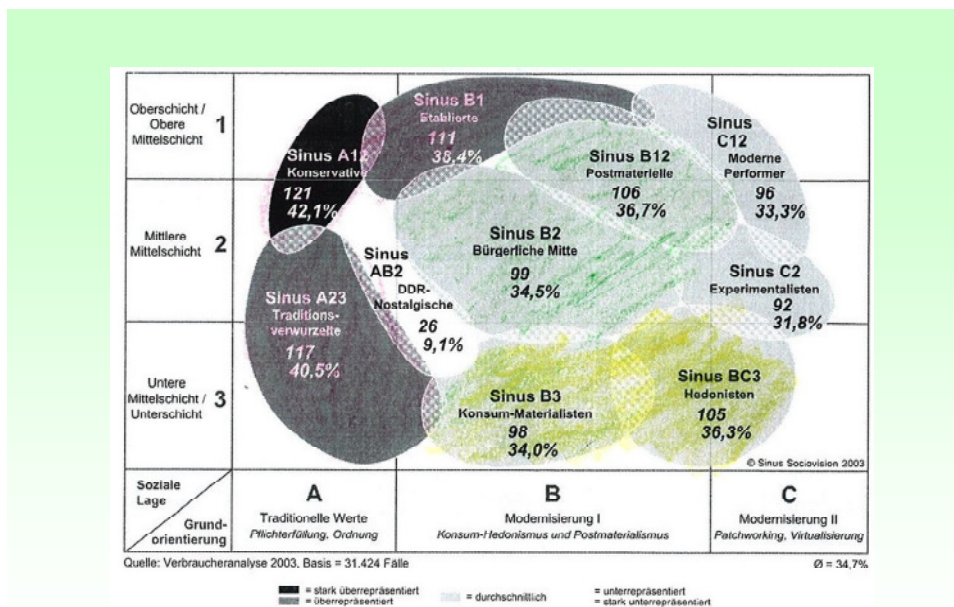 Oberschicht /
Obere
Mittelschicht
1
Mittlere
Mittelschicht
2
Untere
Mittelschicht /
Unterschicht
3
Sinus A12
Konservative
121
42,1%
Sinus B1
Etablierte
111
38,4%
Sinus B12
Postmaterielle
106
36,7%
Sinus
C12
Moderne
Performer
96
33,3%
Sinus B2
Bürgerliche Mitte
99
34,5%
Sinus
AB2
DDR-
Nostalgische
26
9,1%
Sinus C2
Experimentalisten
92
31,8%
Sinus A23
Traditions-
verwurzelte
117
40,5%
Sinus B3
Konsum-Materialisten
98
34,0%
Sinus BC3
Hedonisten
105
36,3%
© Sinus Sociovision 2003
Soziale
Lage
Grund-
orientierung
A
Traditionelle Werte
Pflichterfüllung, Ordnung
B
Modernisierung I
Konsum-Hedonismus und Postmaterialismus
C
Modernisierung II
Patchworking, Virtualisierung
Quelle: Verbraucheranalyse 2003. Basis = 31.424 Fälle
Ø = 34,7%
= stark überrepräsentiert
= überrepräsentiert
= durchschnittlich
= unterrepräsentiert
= stark unterrepräsentiert